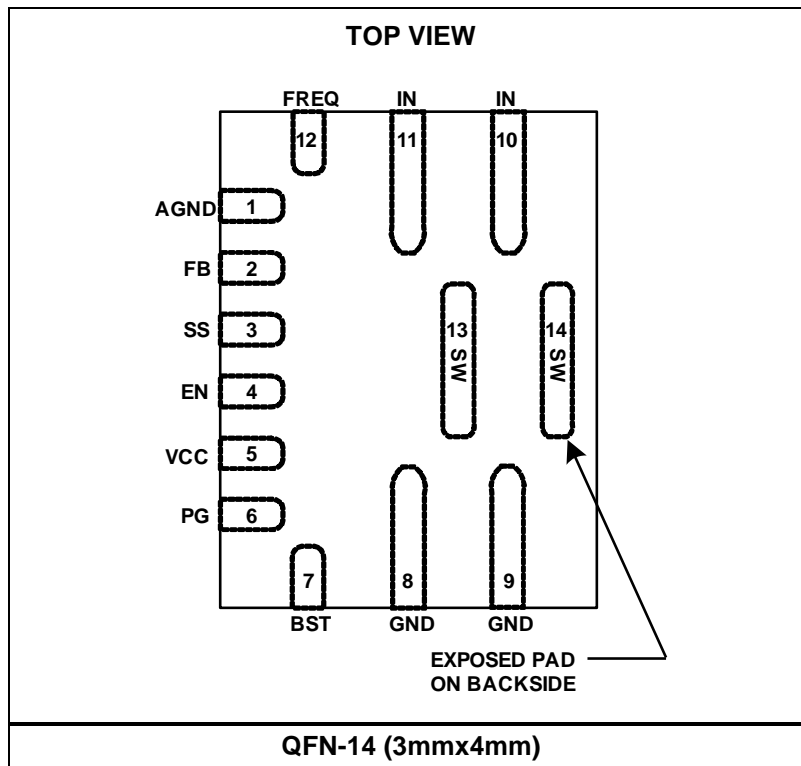 TOP VIEW
FREQ IN IN
12 11 10
AGND 1
FB 2
SS 3
13 SW
14 SW
EN 4
VCC 5
PG 6
7 8 9
BST GND GND
EXPOSED PAD
ON BACKSIDE
QFN-14 (3mmx4mm)